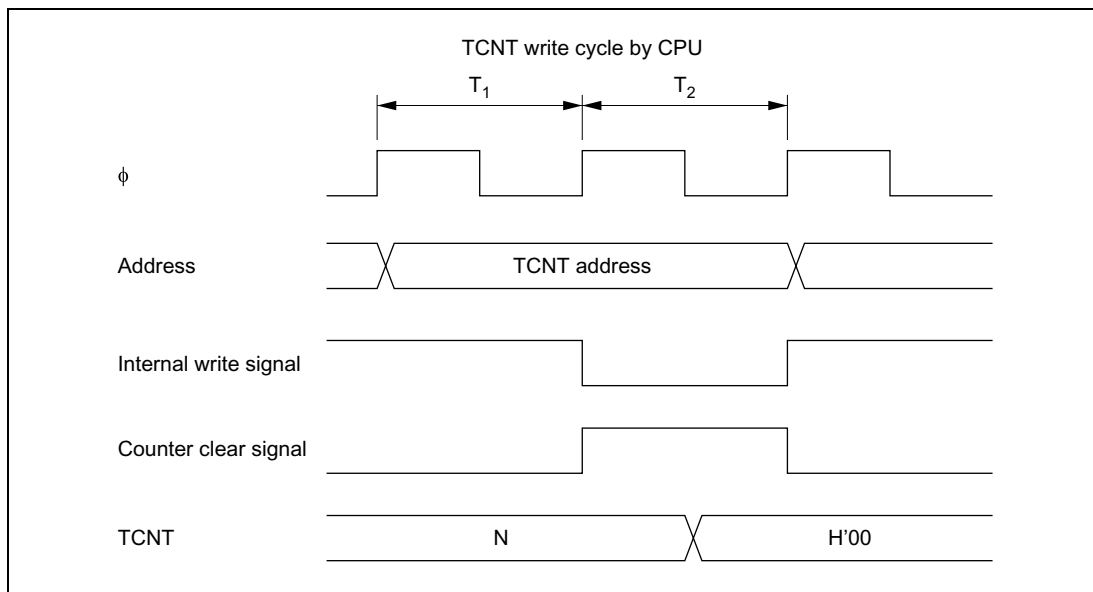 TCNT write cycle by CPU
T1 T2
ϕ
Address TCNT address
Internal write signal
Counter clear signal
TCNT N H'00